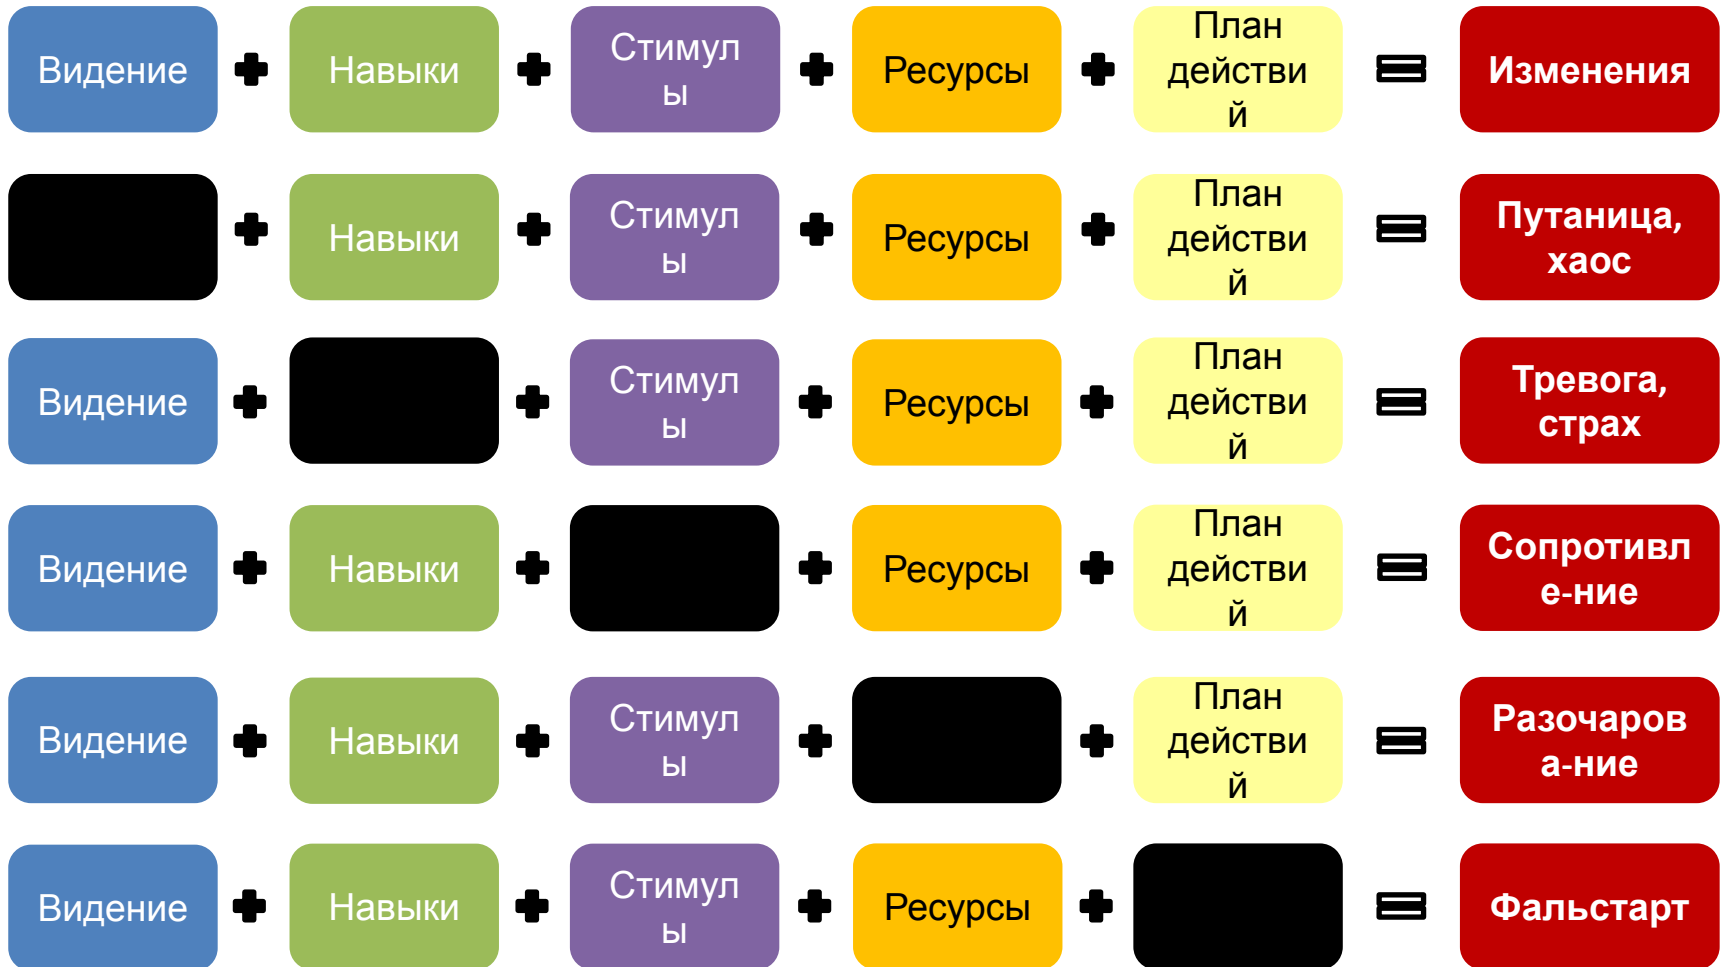 Видение
Навыки
Стимул
ы
Ресурсы
План
действи
й
Изменения
Навыки
Стимул
ы
Ресурсы
План
действи
й
Путаница,
хаос
Видение
Стимул
ы
Ресурсы
План
действи
й
Тревога,
страх
Видение
Навыки
Ресурсы
План
действи
й
Сопротивл
е-ние
Видение
Навыки
Стимул
ы
План
действи
й
Разочаров
а-ние
Видение
Навыки
Стимул
ы
Ресурсы
Фальстарт